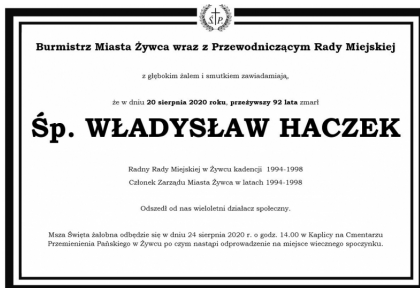 Ś P
Burmistrz Miasta Żywca wraz z Przewodniczącym Rady Miejskiej
z głębokim żalem i smutkiem zawiadamiają,
że w dniu 20 sierpnia 2020 roku, przeżywszy 92 lata zmarł
Śp. WŁADYSŁAW HACZEK
Radny Rady Miejskiej w Żywcu kadencji 1994-1998
Członek Zarządu Miasta Żywca w latach 1994-1998
Odszedł od nas wieloletni działacz społeczny.
Msza Święta żałobna odbędzie się w dniu 24 sierpnia 2020 r. o godz. 14.00 w Kaplicy na Cmentarzu
Przemienienia Pańskiego w Żywcu po czym nastąpi odprowadzenie na miejsce wiecznego spoczynku.